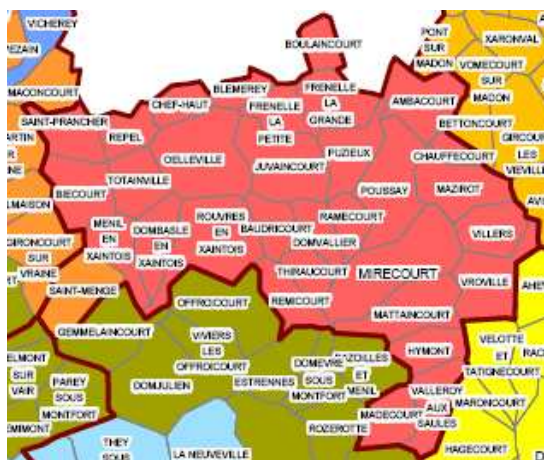 VICHEREY
BOULAINCOURT
PONT
SUR
MADON
XARONVAL
VOMECOURT
SUR
MADON
MACONCOURT
BLEMEREY
CHEF-HAUT
FRENELLE
LA
PETITE
FRENELLE
LA
GRANDE
AMBACOURT
SAINT-PRANCHER
REPEL
BETTONCOURT
OELLEVILLE
JUVAINCOURT
PUZIEUX
CHAUFFECOURT
GIRCOURT
LES
VIEVILLE
TOTAINVILLE
BIECOURT
POUSSAY
MAZIROT
MENIL
EN
XAINTOIS
DOMBASLE
EN
XAINTOIS
ROUVRES
EN
XAINTOIS
BAUDRICOURT
RAMECOURT
DOMVALLIER
VILLERS
GIRONCOURT
SUR
VRAINE
THIRAUCOURT
MIRECOURT
SAINT-MENGE
OFFROICOURT
REMICOURT
VROVILLE
MATTAINCOURT
GEMMELAINCOURT
VIVIERS
LES
OFFROICOURT
HYMONT
VELOTTE
ET
TATIGNECOURT
DOMEVRE
SOUS
MONTFORT
BAZOILLES
ET
MENIL
SUR
VAIR
PAREY
SOUS
MONTFORT
DOMJULIEN
ESTRENNES
VALLEROY
AUX
SAULES
MARONCOURT
MADECOURT
ROZEROTTE
THEY
SOUS
LA NEUVEVILLE
HAGECOURT